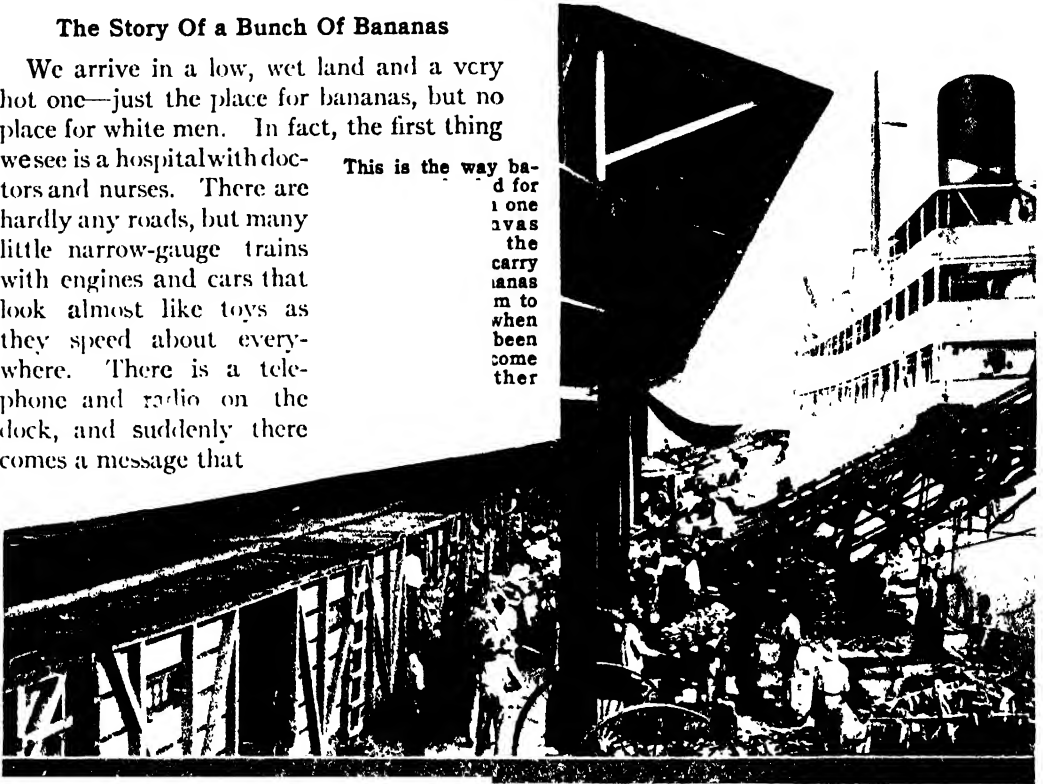 The Story Of a Bunch Of Bananas
We arrive in a low, wet land and a very
hot one—just the place for bananas, but no
place for white men. In fact, the first thing
we see is a hospital with doc-
tors and nurses. There are
hardly any roads, but many
little narrow-gauge trains
with engines and cars that
look almost like toys as
they speed about every-
where. There is a tele-
phone and radio on the
dock, and suddenly there
comes a message that
This is the way ba-
for
one
the
carry
to
when
been